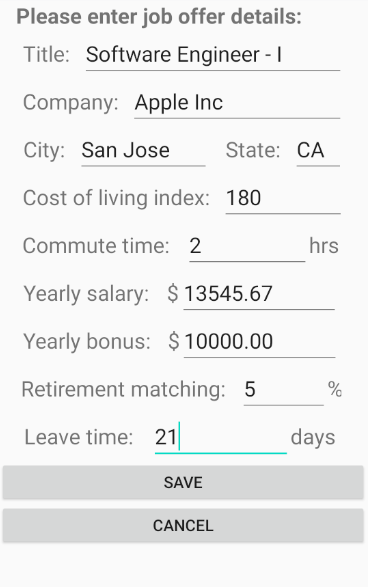 Please enter job offer details:
Title: Software Engineer - I
Company: Apple Inc
City: San Jose State: CA
Cost of living index: 180
Commute time: 2 hrs
Yearly salary: $ 13545.67
Yearly bonus: $ 10000.00
Retirement matching: 5 %
Leave time: 21 days
SAVE
CANCEL